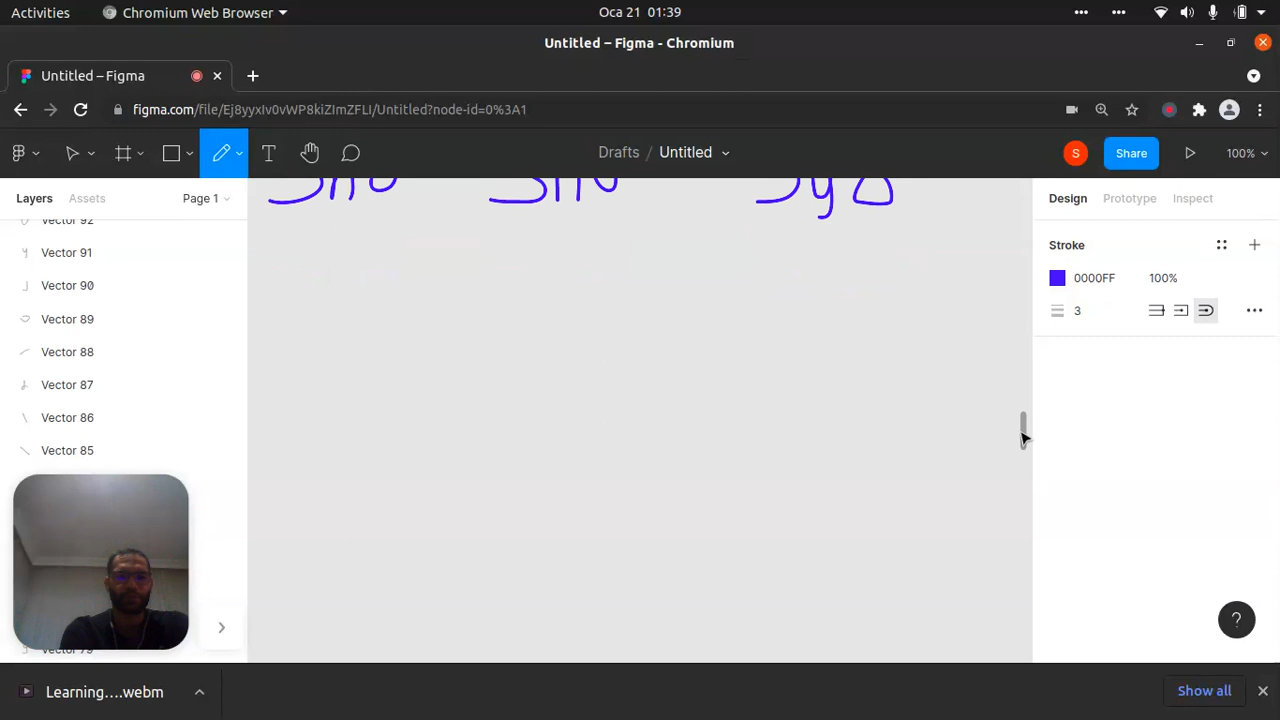 Activities Chromium Web Browser Oca 21 01:39
Untitled – Figma - Chromium
Untitled – Figma
figma.com/file/Ej8yyxIv0vWP8kiZImZFLI/Untitled?node-id=0%3A1
T Drafts / Untitled S Share 100%
Layers Assets Page 1 Design Prototype Inspect
Vector 92
Vector 91
Vector 90
Vector 89
Vector 88
Vector 87
Vector 86
Vector 85
Stroke
0000FF 100%
3
?
Learning....webm
Show all